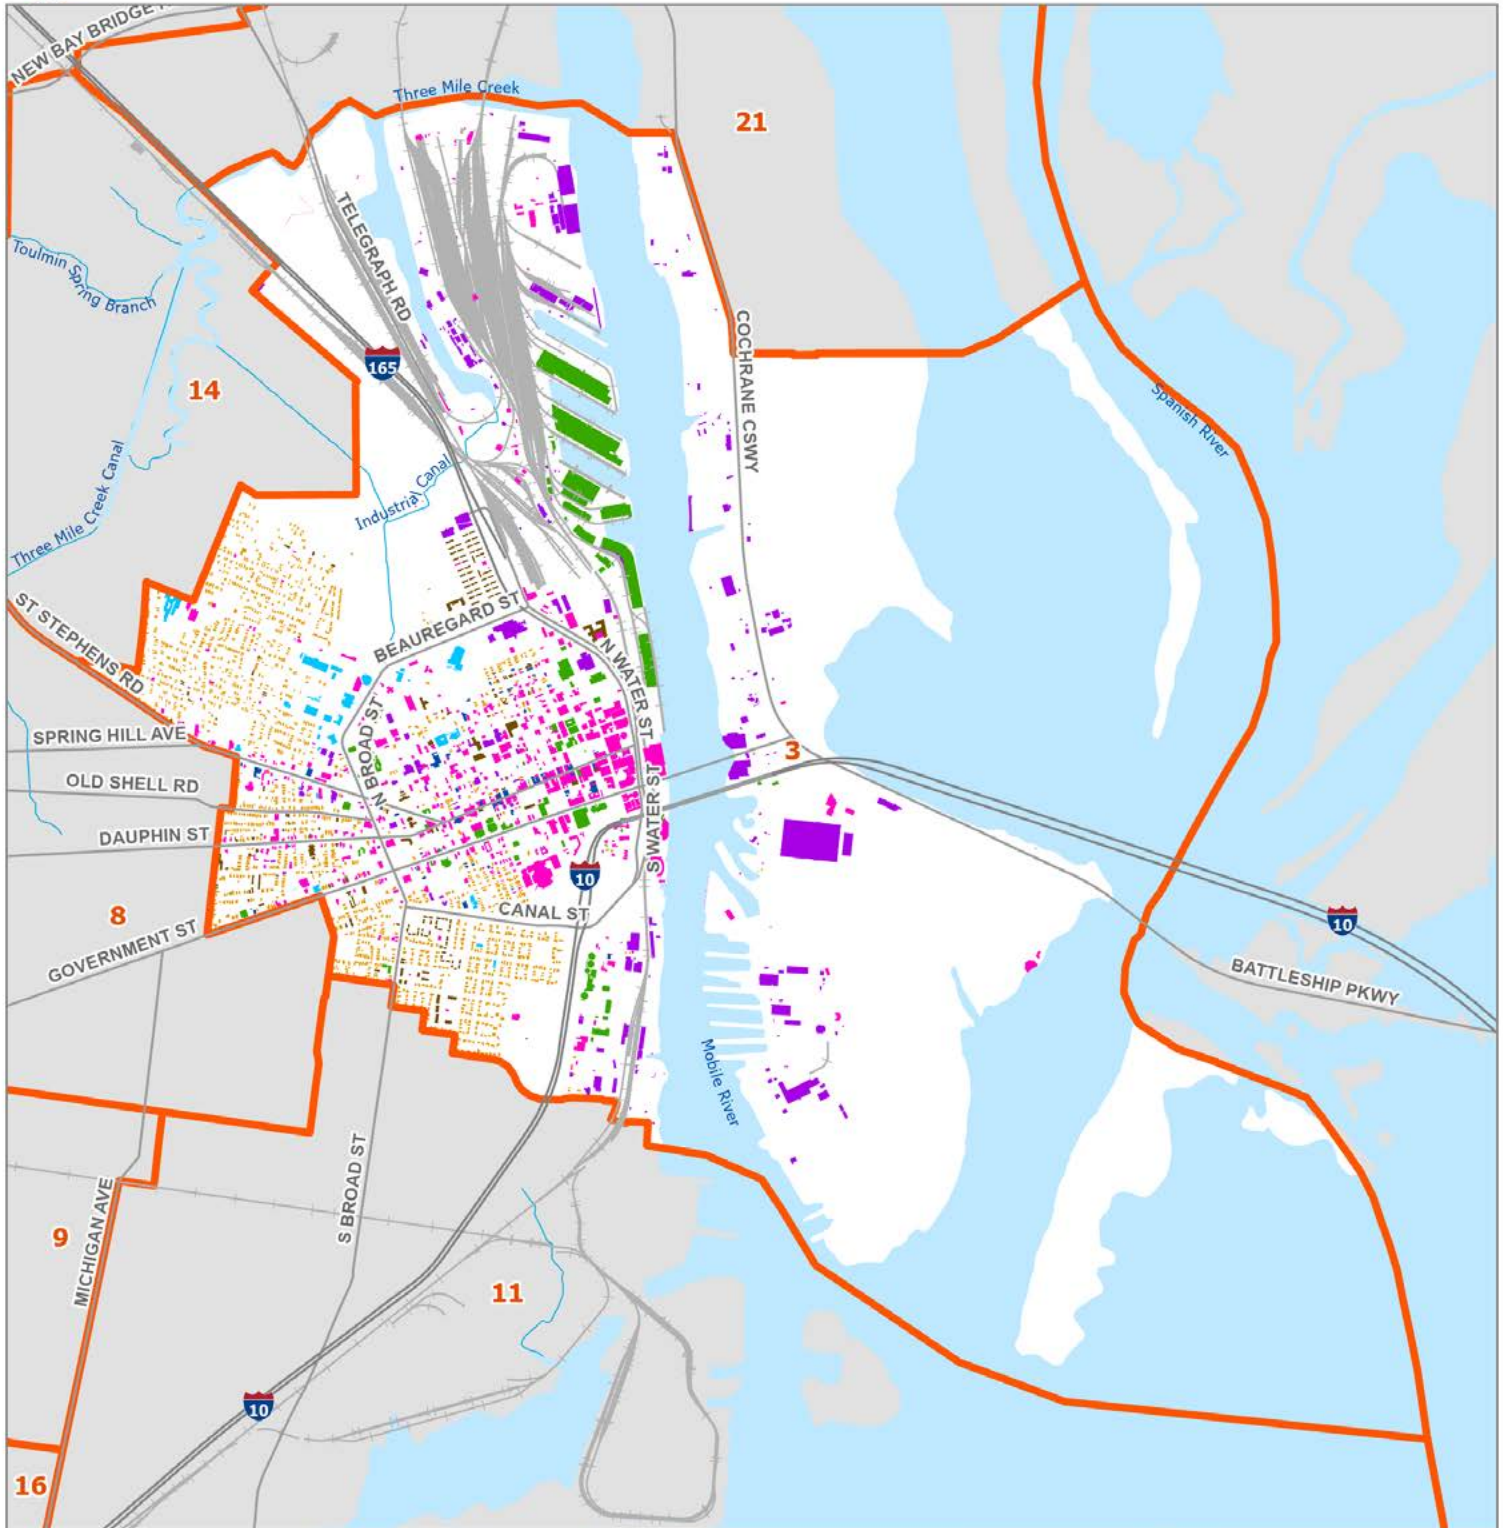 NEW BAY BRIDGE
Three Mile Creek
21
TELEGRAPH RD
Toulmin Spring Branch
COCHRANE CSWY
165
14
Spanish River
Three Mile Creek Canal
Industrial Canal
ST STEPHENS RD
BEAUREGARD ST
N WATER ST
SPRING HILL AVE
N BROAD ST
3
OLD SHELL RD
S WATER ST
DAUPHIN ST
10
8
CANAL ST
10
GOVERNMENT ST
BATTLESHIP PKWY
Mobile River
S BROAD ST
MICHIGAN AVE
9
11
10
16